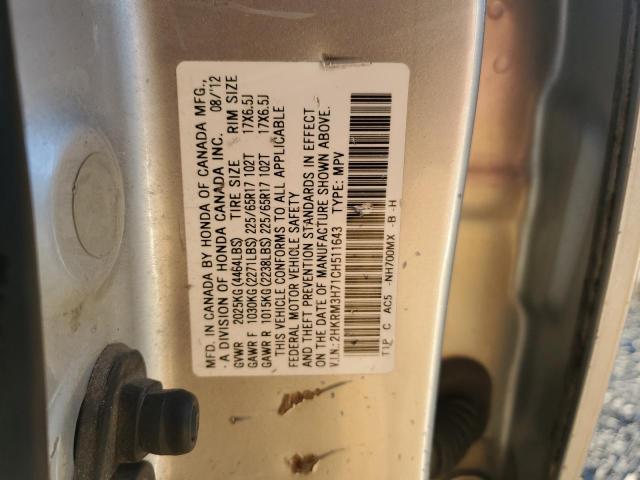 MFD. IN CANADA BY HONDA OF CANADA MFG.,
A DIVISION OF HONDA CANADA INC. 08/'12
GVWR 2025KG(4464LBS) TIRE SIZE RIM SIZE
GAWR F 1030KG(2271LBS) 225/65R17 102T 17X6.5J
GAWR R 1015KG(2238LBS) 225/65R17 102T 17X6.5J
THIS VEHICLE CONFORMS TO ALL APPLICABLE
FEDERAL MOTOR VEHICLE SAFETY
AND THEFT PREVENTION STANDARDS IN EFFECT
ON THE DATE OF MANUFACTURE SHOWN ABOVE.
V.I.N.: 2HKRM3H71CH511643 TYPE: MPV
T1P C AC5 -NH700MX -B -H